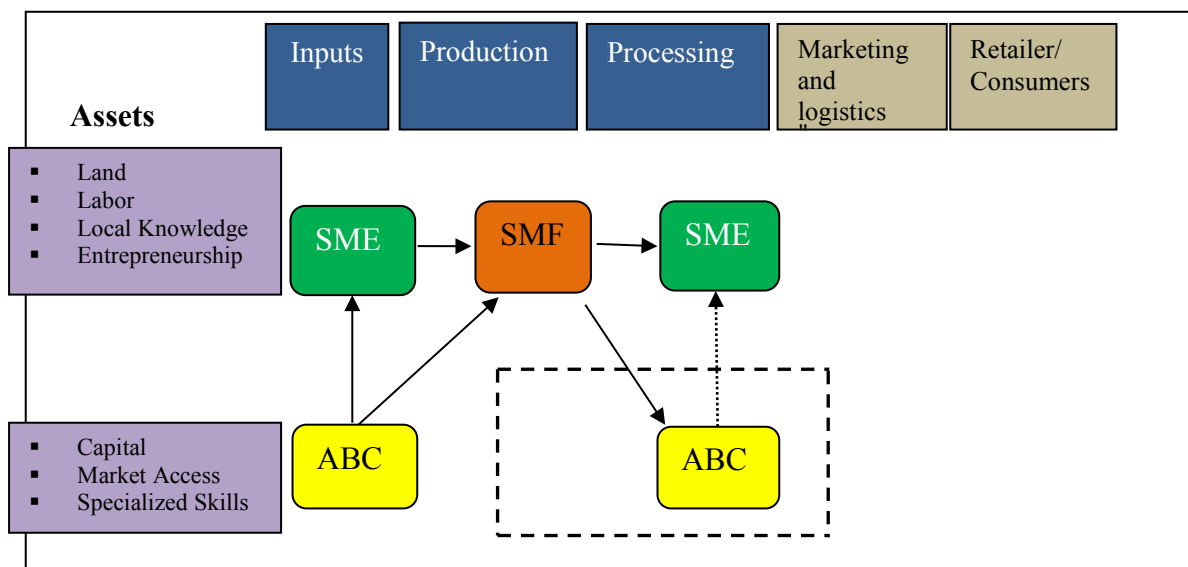 Inputs
Production
Processing
Marketing
and
logistics
Retailer/
Consumers
Assets
▪ Land
▪ Labor
▪ Local Knowledge
▪ Entrepreneurship
SME
SMF
SME
▪ Capital
▪ Market Access
▪ Specialized Skills
ABC
ABC